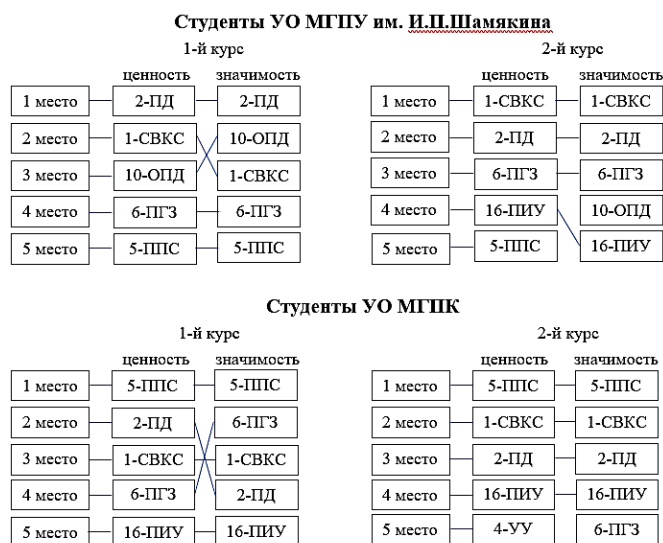 Студенты УО МГПУ им. И.П.Шамякина
1-й курс 2-й курс
ценность значимость ценность значимость
1 место 2-ПД 2-ПД 1 место 1-СВКС 1-СВКС
2 место 1-СВКС 10-ОПД 2 место 2-ПД 2-ПД
3 место 10-ОПД 1-СВКС 3 место 6-ПГЗ 6-ПГЗ
4 место 6-ПГЗ 6-ПГЗ 4 место 16-ПИУ 10-ОПД
5 место 5-ППС 5-ППС 5 место 5-ППС 16-ПИУ
Студенты УО МГПК
1-й курс 2-й курс
ценность значимость ценность значимость
1 место 5-ППС 5-ППС 1 место 5-ППС 5-ППС
2 место 2-ПД 6-ПГЗ 2 место 1-СВКС 1-СВКС
3 место 1-СВКС 1-СВКС 3 место 2-ПД 2-ПД
4 место 6-ПГЗ 2-ПД 4 место 16-ПИУ 16-ПИУ
5 место 16-ПИУ 16-ПИУ 5 место 4-УУ 6-ПГЗ